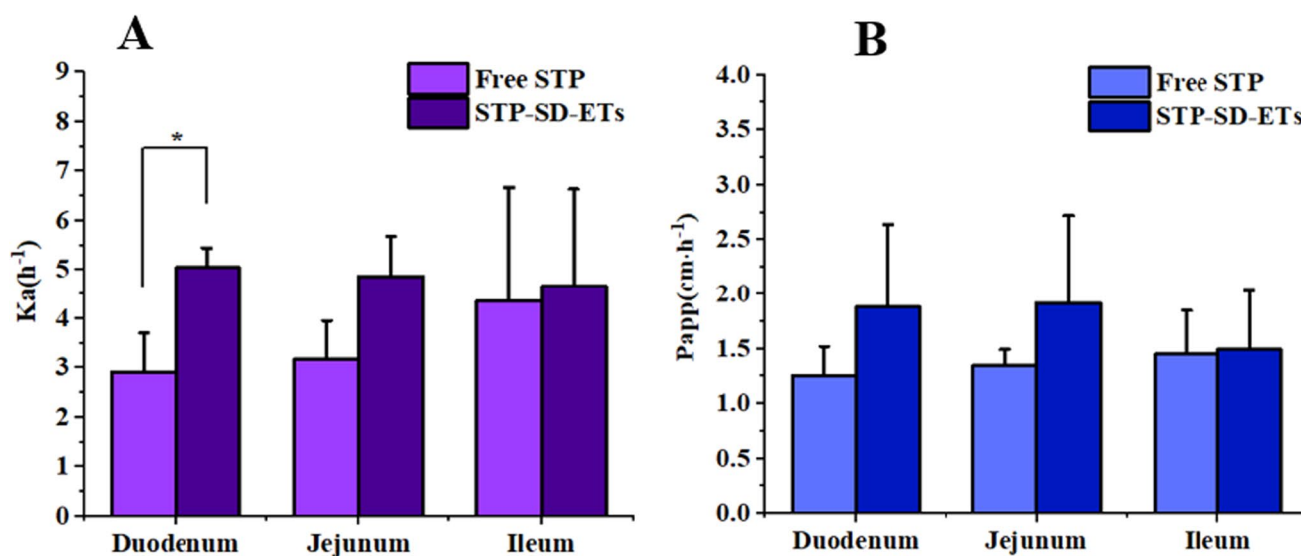 A
Ka(h⁻¹)
9
8
7
6
5
4
3
2
1
0
Free STP
STP-SD-ETs
*
Duodenum Jejunum Ileum
B
Papp(cm·h⁻¹)
4.0
3.5
3.0
2.5
2.0
1.5
1.0
0.5
0.0
Free STP
STP-SD-ETs
Duodenum Jejunum Ileum